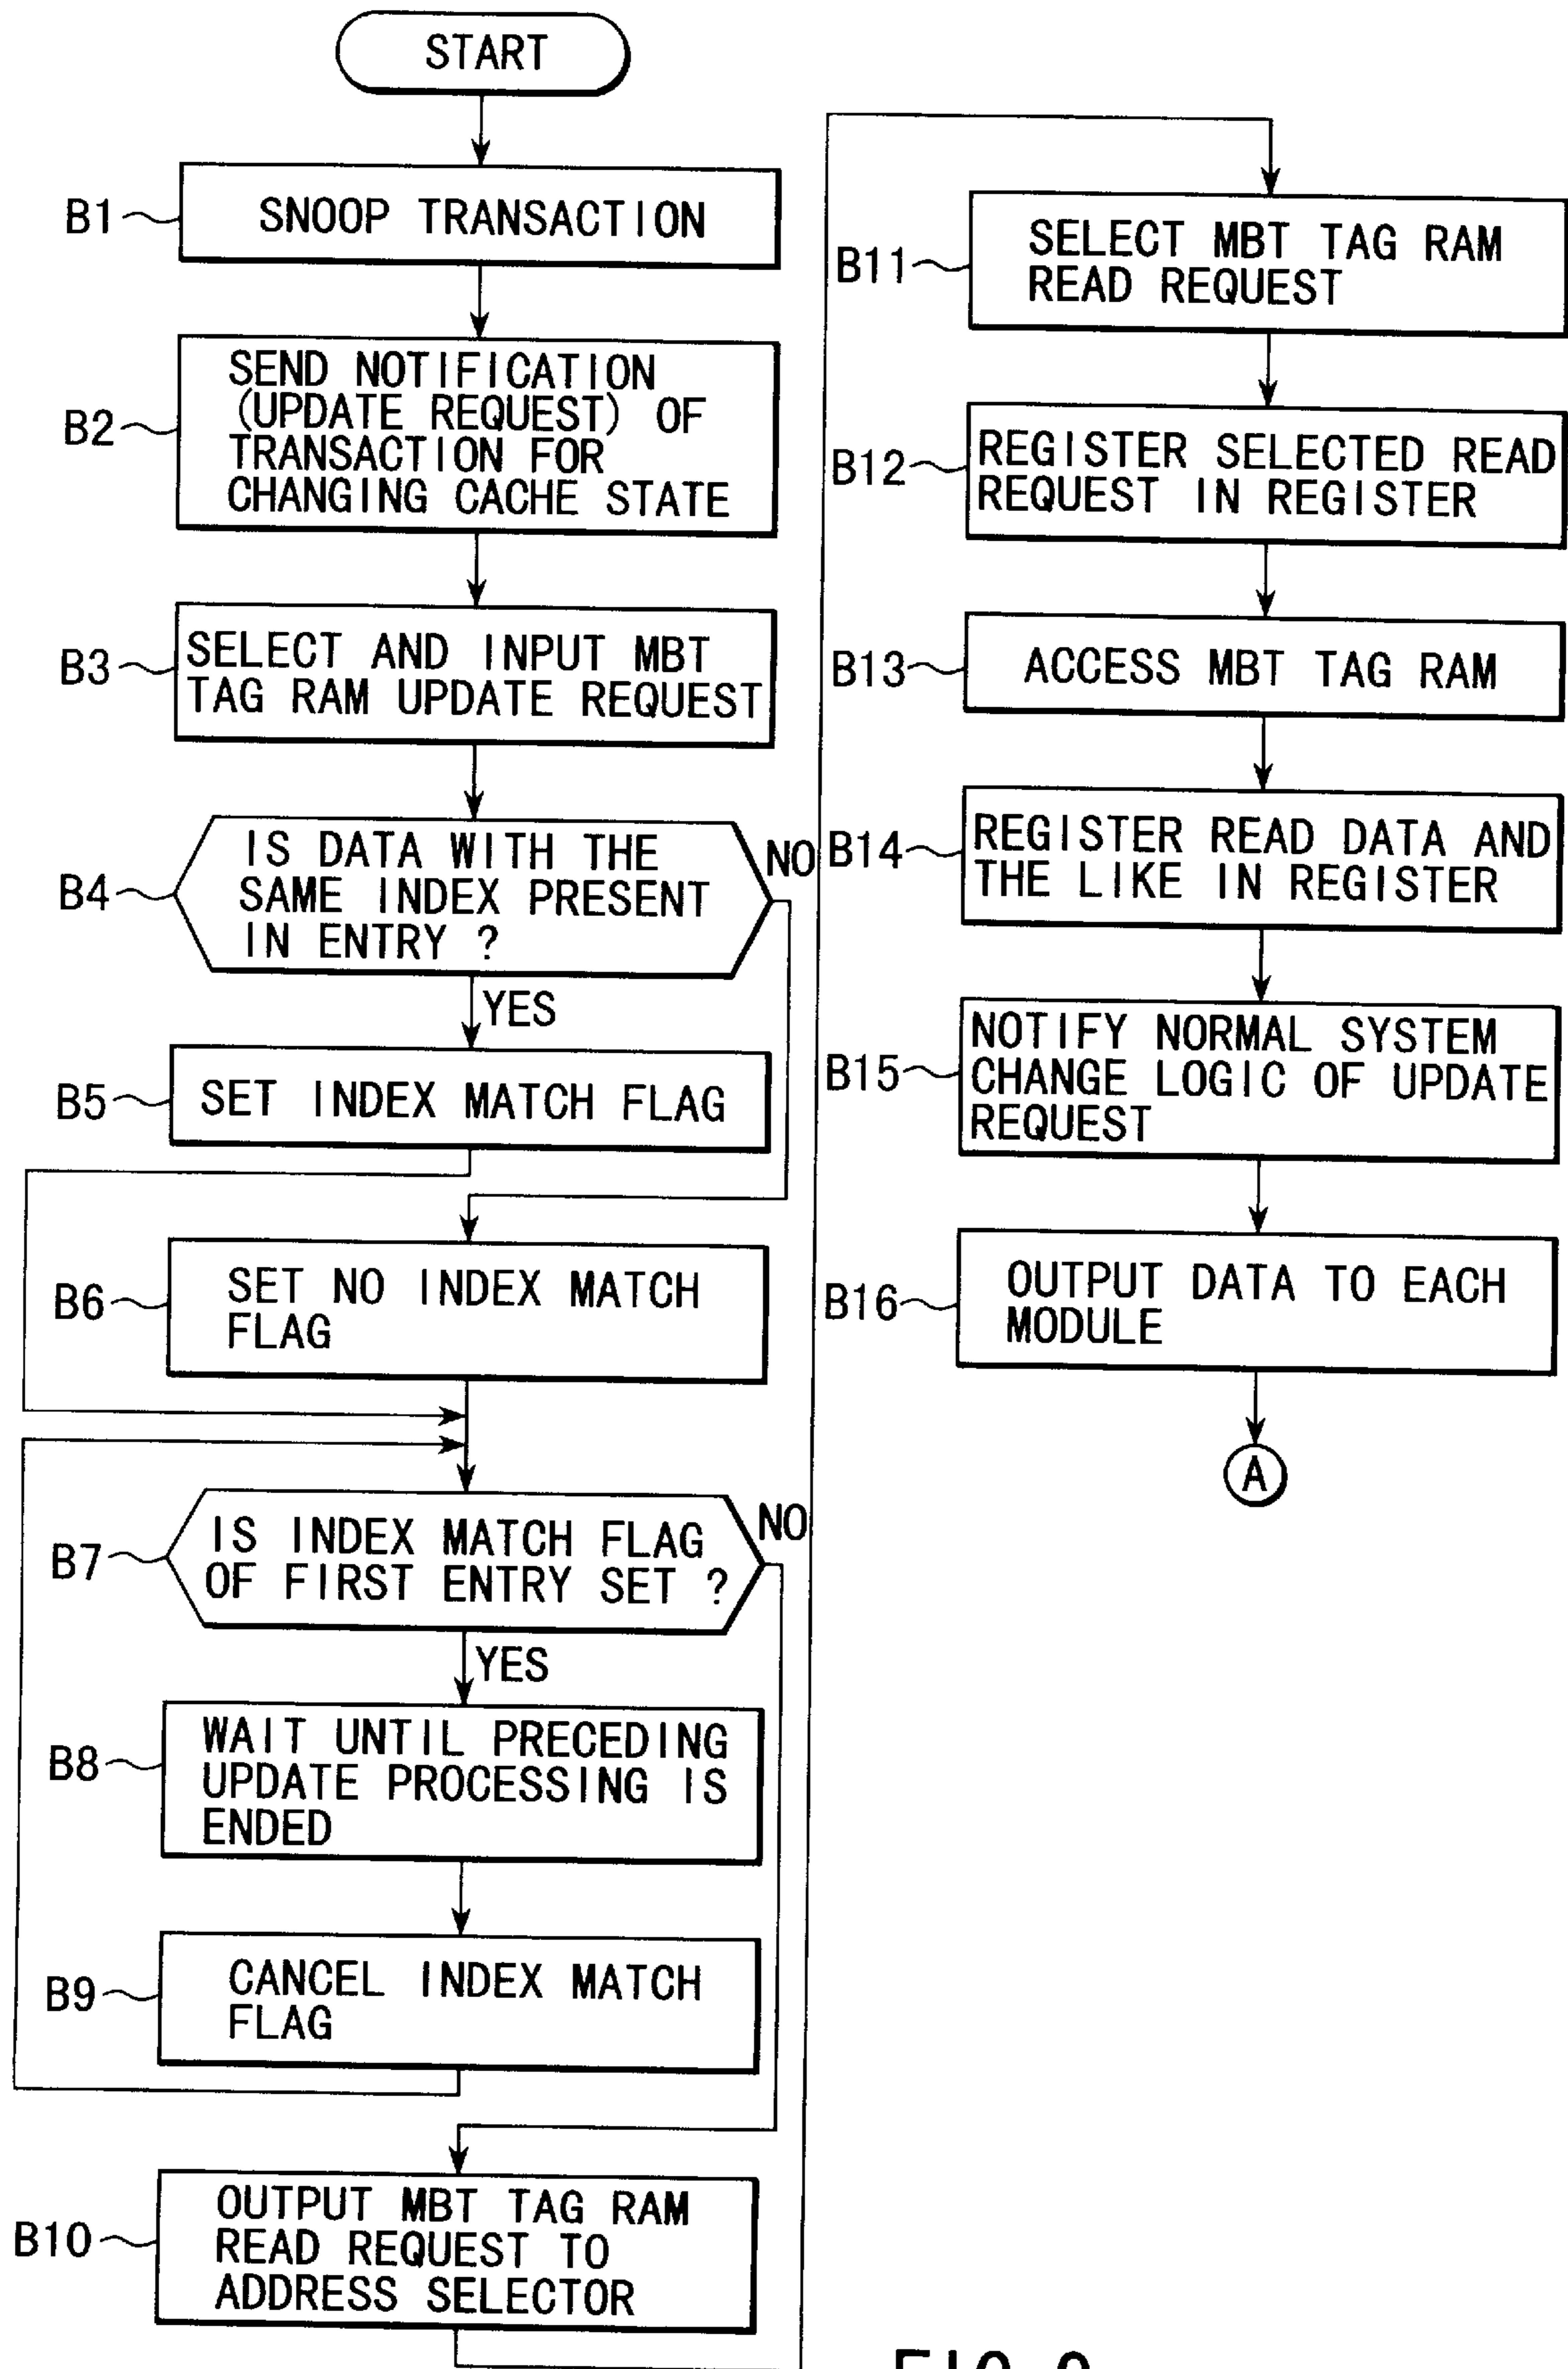 START
B1
SNOOP TRANSACTION
B2
SEND NOTIFICATION
(UPDATE REQUEST) OF
TRANSACTION FOR
CHANGING CACHE STATE
B3
SELECT AND INPUT MBT
TAG RAM UPDATE REQUEST
B4
IS DATA WITH THE
SAME INDEX PRESENT
IN ENTRY ?
NO
YES
B5
SET INDEX MATCH FLAG
B6
SET NO INDEX MATCH
FLAG
B7
IS INDEX MATCH FLAG
OF FIRST ENTRY SET ?
NO
YES
B8
WAIT UNTIL PRECEDING
UPDATE PROCESSING IS
ENDED
B9
CANCEL INDEX MATCH
FLAG
B10
OUTPUT MBT TAG RAM
READ REQUEST TO
ADDRESS SELECTOR
B11
SELECT MBT TAG RAM
READ REQUEST
B12
REGISTER SELECTED READ
REQUEST IN REGISTER
B13
ACCESS MBT TAG RAM
B14
REGISTER READ DATA AND
THE LIKE IN REGISTER
B15
NOTIFY NORMAL SYSTEM
CHANGE LOGIC OF UPDATE
REQUEST
B16
OUTPUT DATA TO EACH
MODULE
A